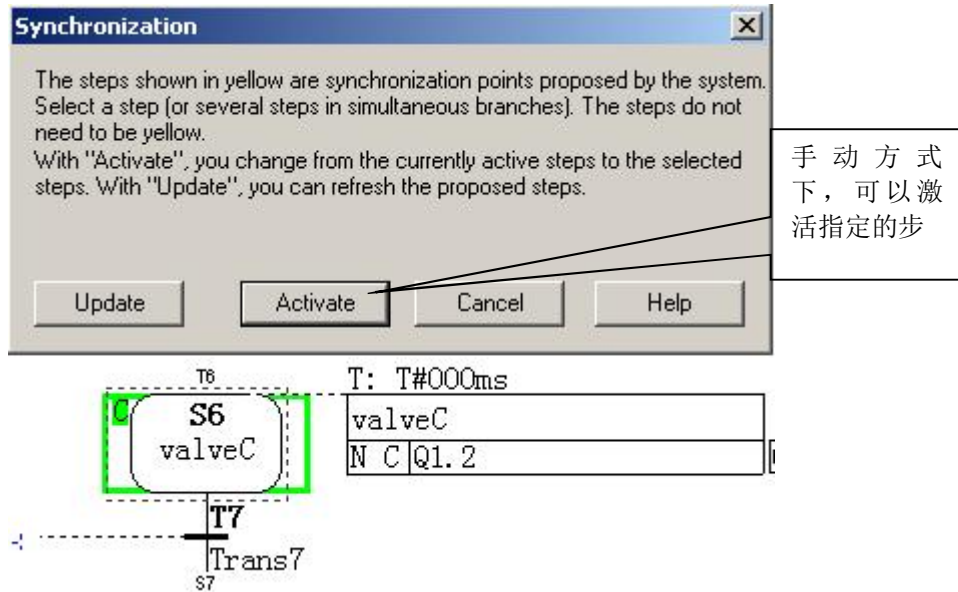 Synchronization
The steps shown in yellow are synchronization points proposed by the system.
Select a step (or several steps in simultaneous branches). The steps do not
need to be yellow.
With "Activate", you change from the currently active steps to the selected
steps. With "Update", you can refresh the proposed steps.
手动方式
下，可以激
活指定的步
Update
Activate
Cancel
Help
T6
C
S6
valveC
T: T#000ms
valveC
N C Q1.2
T7
Trans7
S7